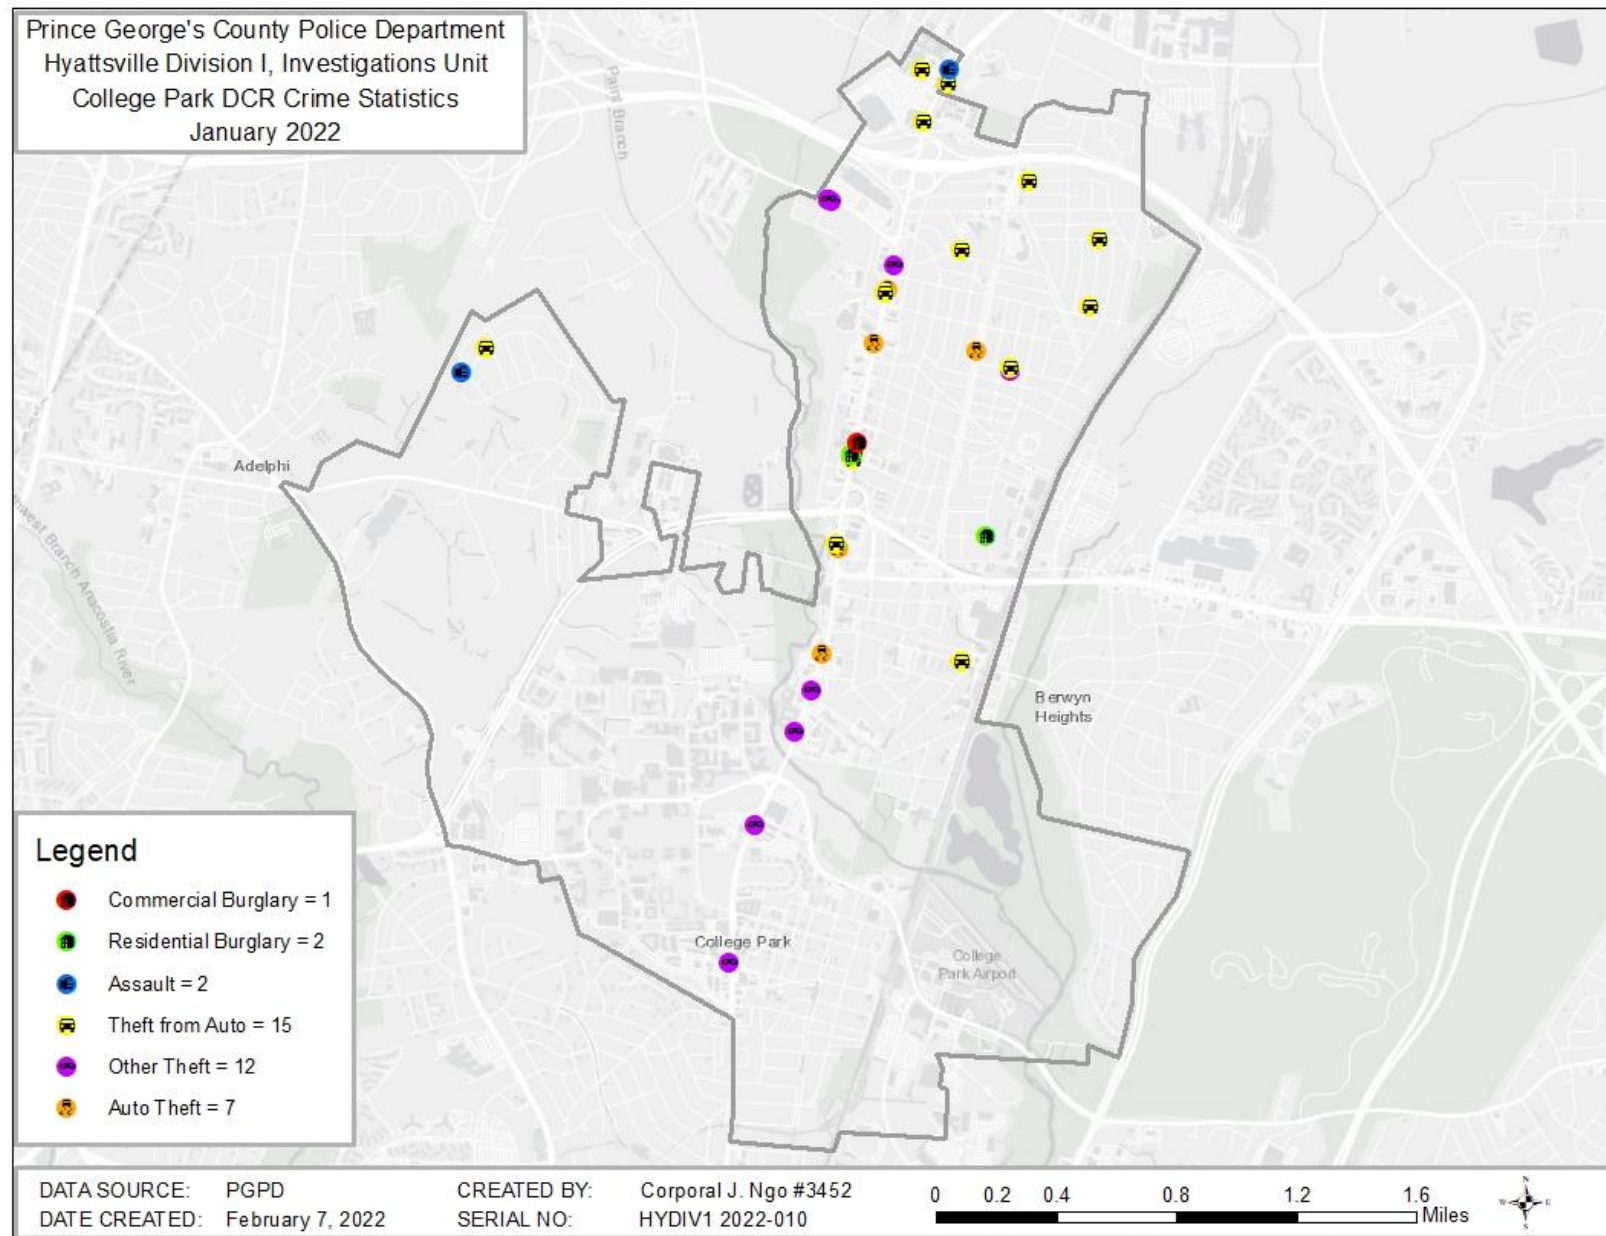 Prince George's County Police Department
Hyattsville Division I, Investigations Unit
College Park DCR Crime Statistics
January 2022
Paint Branch
Adelphi
Northwest Branch Anacostia River
Berwyn
Heights
College Park
College
Park Airport
Legend
Commercial Burglary = 1
Residential Burglary = 2
Assault = 2
Theft from Auto = 15
Other Theft = 12
Auto Theft = 7
DATA SOURCE: PGPD
DATE CREATED: February 7, 2022
CREATED BY: Corporal J. Ngo #3452
SERIAL NO: HYDIV1 2022-010
0 0.2 0.4 0.8 1.2 1.6
Miles
N
W E
S